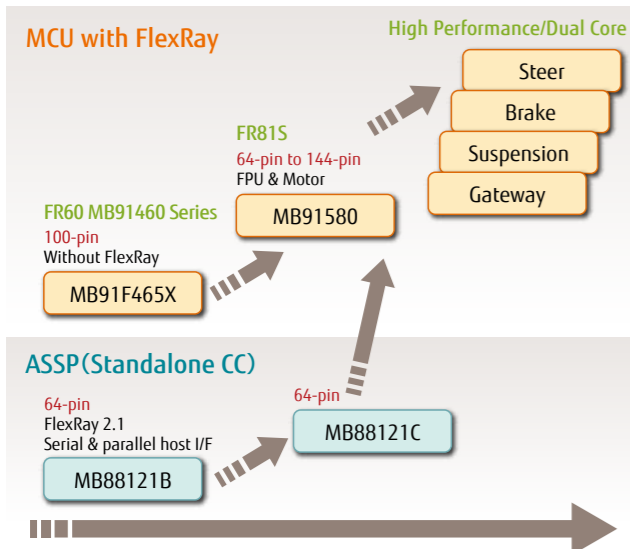 MCU with FlexRay
High Performance/Dual Core
Steer
Brake
Suspension
Gateway
FR81S
64-pin to 144-pin
FPU & Motor
MB91580
FR60 MB91460 Series
100-pin
Without FlexRay
MB91F465X
ASSP(Standalone CC)
64-pin
FlexRay 2.1
Serial & parallel host I/F
MB88121B
64-pin
MB88121C